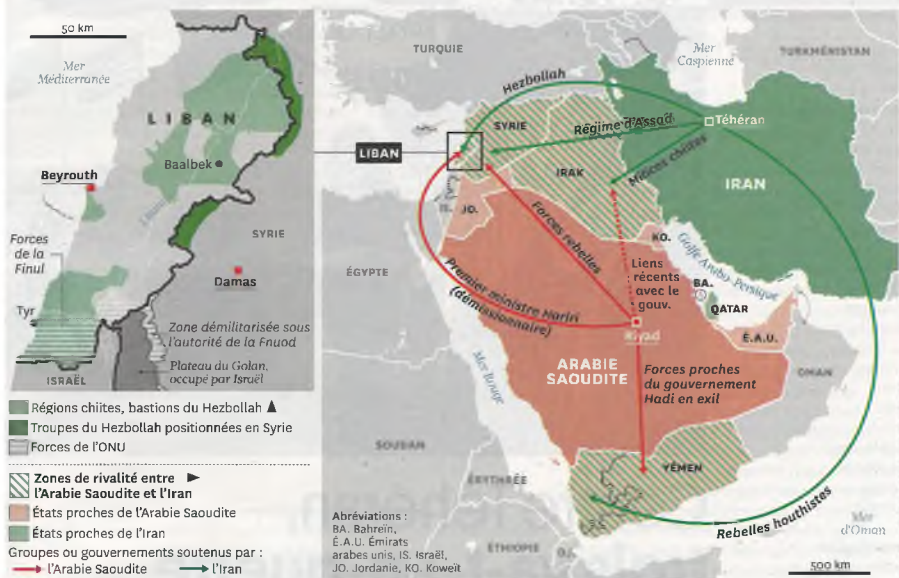 50 km
Mer
Méditerranée
LIBAN
Baalbek
Beyrouth
Forces
de la
Finul
SYRIE
Damas
Tyr
Zone démilitarisée sous
l'autorité de la Fnuod
Plateau du Golan,
occupé par Israël
ISRAËL
Régions chiites, bastions du Hezbollah ▲
Troupes du Hezbollah positionnées en Syrie
Forces de l'ONU
Zones de rivalité entre ►
l'Arabie Saoudite et l'Iran
États proches de l'Arabie Saoudite
États proches de l'Iran
Groupes ou gouvernements soutenus par :
l'Arabie Saoudite
l'Iran
TURQUIE
Mer
Caspienne
TURKMÉNISTAN
Hezbollah
SYRIE
Régime d'Assad
Téhéran
LIBAN
Milices chiites
IRAK
IRAN
IS.
JO.
Forces rebelles
KO.
Golfe Arabo-Persique
ÉGYPTE
Liens
récents
avec le
gouv.
BA.
QATAR
Premier ministre Hariri
(démissionnaire)
Riyad
É.A.U.
ARABIE
SAOUDITE
OMAN
Forces proches
du gouvernement
Hadi en exil
Mer Rouge
SOUDAN
ÉRYTHRÉE
YÉMEN
Rebelles houthistes
Mer
d'Oman
Abréviations :
BA. Bahreïn,
É.A.U. Émirats
arabes unis, IS. Israël,
JO. Jordanie, KO. Koweït
ÉTHIOPIE
DJ.
500 km